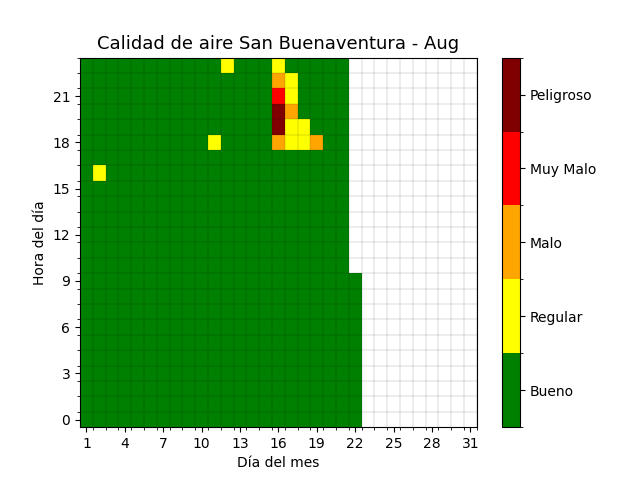 Calidad de aire San Buenaventura - Aug
Hora del día
21
18
15
12
9
6
3
0
1 4 7 10 13 16 19 22 25 28 31
Día del mes
Peligroso
Muy Malo
Malo
Regular
Bueno